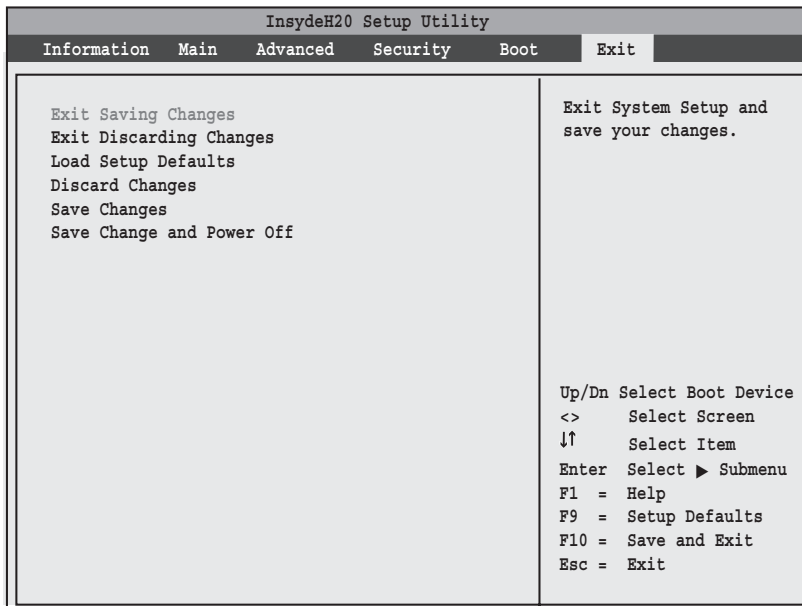 InsydeH20 Setup Utility
Information Main Advanced Security Boot Exit
Exit Saving Changes
Exit Discarding Changes
Load Setup Defaults
Discard Changes
Save Changes
Save Change and Power Off
Exit System Setup and
save your changes.
Up/Dn Select Boot Device
<> Select Screen
↓↑ Select Item
Enter Select ▶ Submenu
F1 = Help
F9 = Setup Defaults
F10 = Save and Exit
Esc = Exit